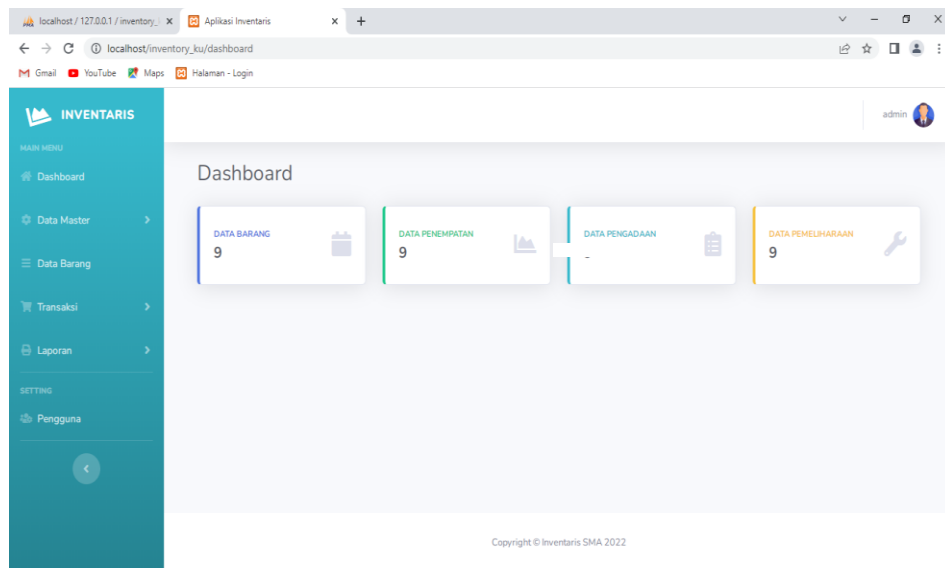 localhost / 127.0.0.1 / inventory_
Aplikasi Inventaris
localhost/inventory_ku/dashboard
Gmail YouTube Maps Halaman - Login
INVENTARIS
admin
MAIN MENU
Dashboard
Data Master
Data Barang
Transaksi
Laporan
SETTING
Pengguna
Dashboard
DATA BARANG
9
DATA PENEMPATAN
9
DATA PENGADAAN
-
DATA PEMELIHARAAN
9
Copyright © Inventaris SMA 2022